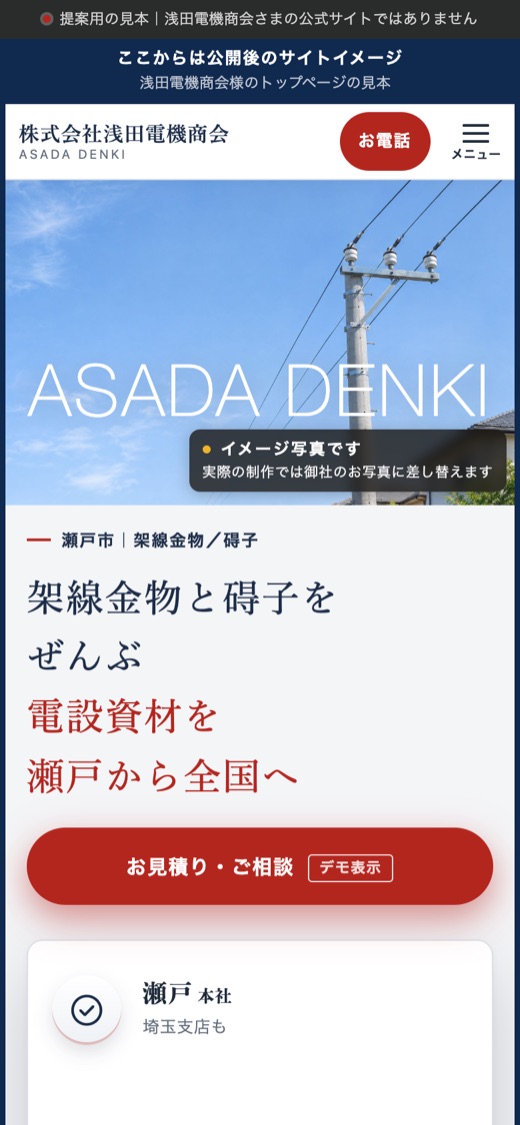 提案用の見本｜浅田電機商会さまの公式サイトではありません
ここからは公開後のサイトイメージ
浅田電機商会様のトップページの見本
株式会社浅田電機商会
ASADA DENKI
お電話
メニュー
ASADA DENKI
イメージ写真です
実際の制作では御社のお写真に差し替えます
瀬戸市｜架線金物／碍子
架線金物と碍子を
ぜんぶ
電設資材を
瀬戸から全国へ
お見積り・ご相談 デモ表示
瀬戸 本社
埼玉支店も